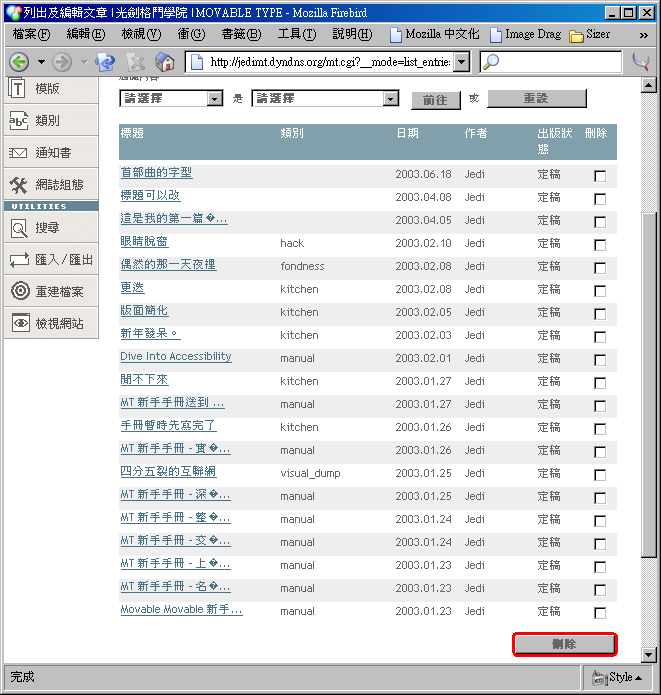 列出及編輯文章 | 光劍格鬥學院 | MOVABLE TYPE - Mozilla Firebird
檔案(F) 編輯(E) 檢視(V) 衝(G) 書籤(B) 工具(T) 說明(H) Mozilla 中文化 Image Drag Sizer »
http://jedimt.dyndns.org/mt.cgi?__mode=list_entrie
模版
類別
通知書
網誌組態
UTILITIES
搜尋
匯入/匯出
重建檔案
檢視網站
請選擇 是 請選擇 前往 或 重設
標題 類別 日期 作者 出版狀態 刪除
首部曲的字型 2003.06.18 Jedi 定稿
標題可以改 2003.04.08 Jedi 定稿
這是我的第一篇�... 2003.04.05 Jedi 定稿
眼睛脫窗 hack 2003.02.10 Jedi 定稿
偶然的那一天夜裡 fondness 2003.02.08 Jedi 定稿
更迭 kitchen 2003.02.08 Jedi 定稿
版面簡化 kitchen 2003.02.05 Jedi 定稿
新年發呆。 kitchen 2003.02.03 Jedi 定稿
Dive Into Accessibility manual 2003.02.01 Jedi 定稿
閒不下來 kitchen 2003.01.27 Jedi 定稿
MT 新手手冊送到 ... manual 2003.01.27 Jedi 定稿
手冊暫時先寫完了 kitchen 2003.01.26 Jedi 定稿
MT 新手手冊 - 實�... manual 2003.01.26 Jedi 定稿
四分五裂的互聯網 visual_dump 2003.01.25 Jedi 定稿
MT 新手手冊 - 深�... manual 2003.01.25 Jedi 定稿
MT 新手手冊 - 整�... manual 2003.01.24 Jedi 定稿
MT 新手手冊 - 交�... manual 2003.01.24 Jedi 定稿
MT 新手手冊 - 上�... manual 2003.01.23 Jedi 定稿
MT 新手手冊 - 名�... manual 2003.01.23 Jedi 定稿
Movable Movable 新手... manual 2003.01.23 Jedi 定稿
刪除
完成 Style